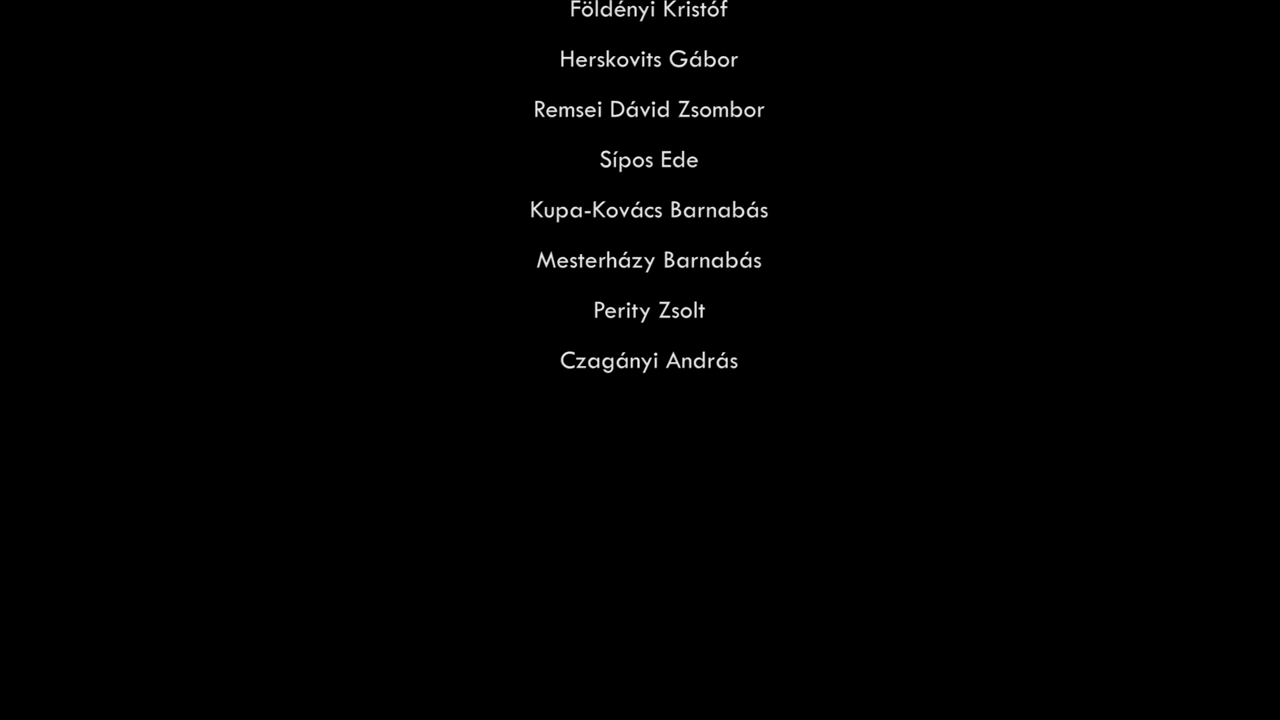 Földényi Kristóf
Herskovits Gábor
Remsei Dávid Zsombor
Sípos Ede
Kupa-Kovács Barnabás
Mesterházy Barnabás
Perity Zsolt
Czagányi András